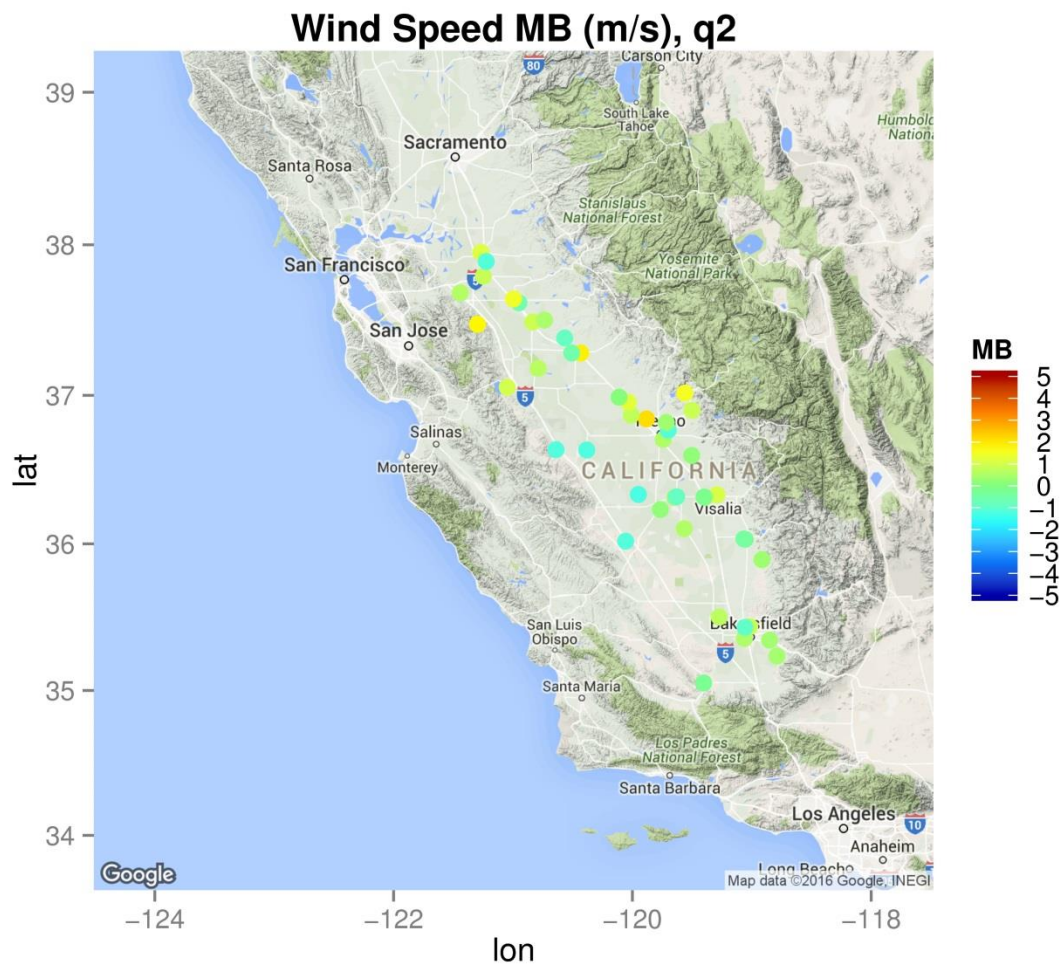 Wind Speed MB (m/s), q2
80
Carson City
39
South Lake
Tahoe
Humbol
Nation
Sacramento
Santa Rosa
Stanislaus
National Forest
38
San Francisco
5
Yosemite
National Park
San Jose
MB
5
4
3
2
1
0
−1
−2
−3
−4
−5
37
5
Salinas
Monterey
lat
CALIFORNIA
Visalia
36
San Luis
Obispo
Bakersfield
5
35
Santa Maria
Los Padres
National Forest
Santa Barbara
34
Los Angeles
10
Anaheim
Long Beach
5
Google
Map data ©2016 Google, INEGI
−124
−122
−120
−118
lon